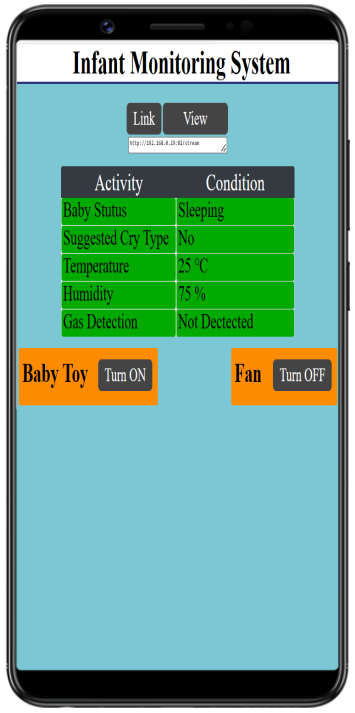 Infant Monitoring System
Link View
http://192.168.0.29:81/stream
Activity Condition
Baby Stutus Sleeping
Suggested Cry Type No
Temperature 25 °C
Humidity 75 %
Gas Detection Not Dectected
Baby Toy Turn ON Fan Turn OFF